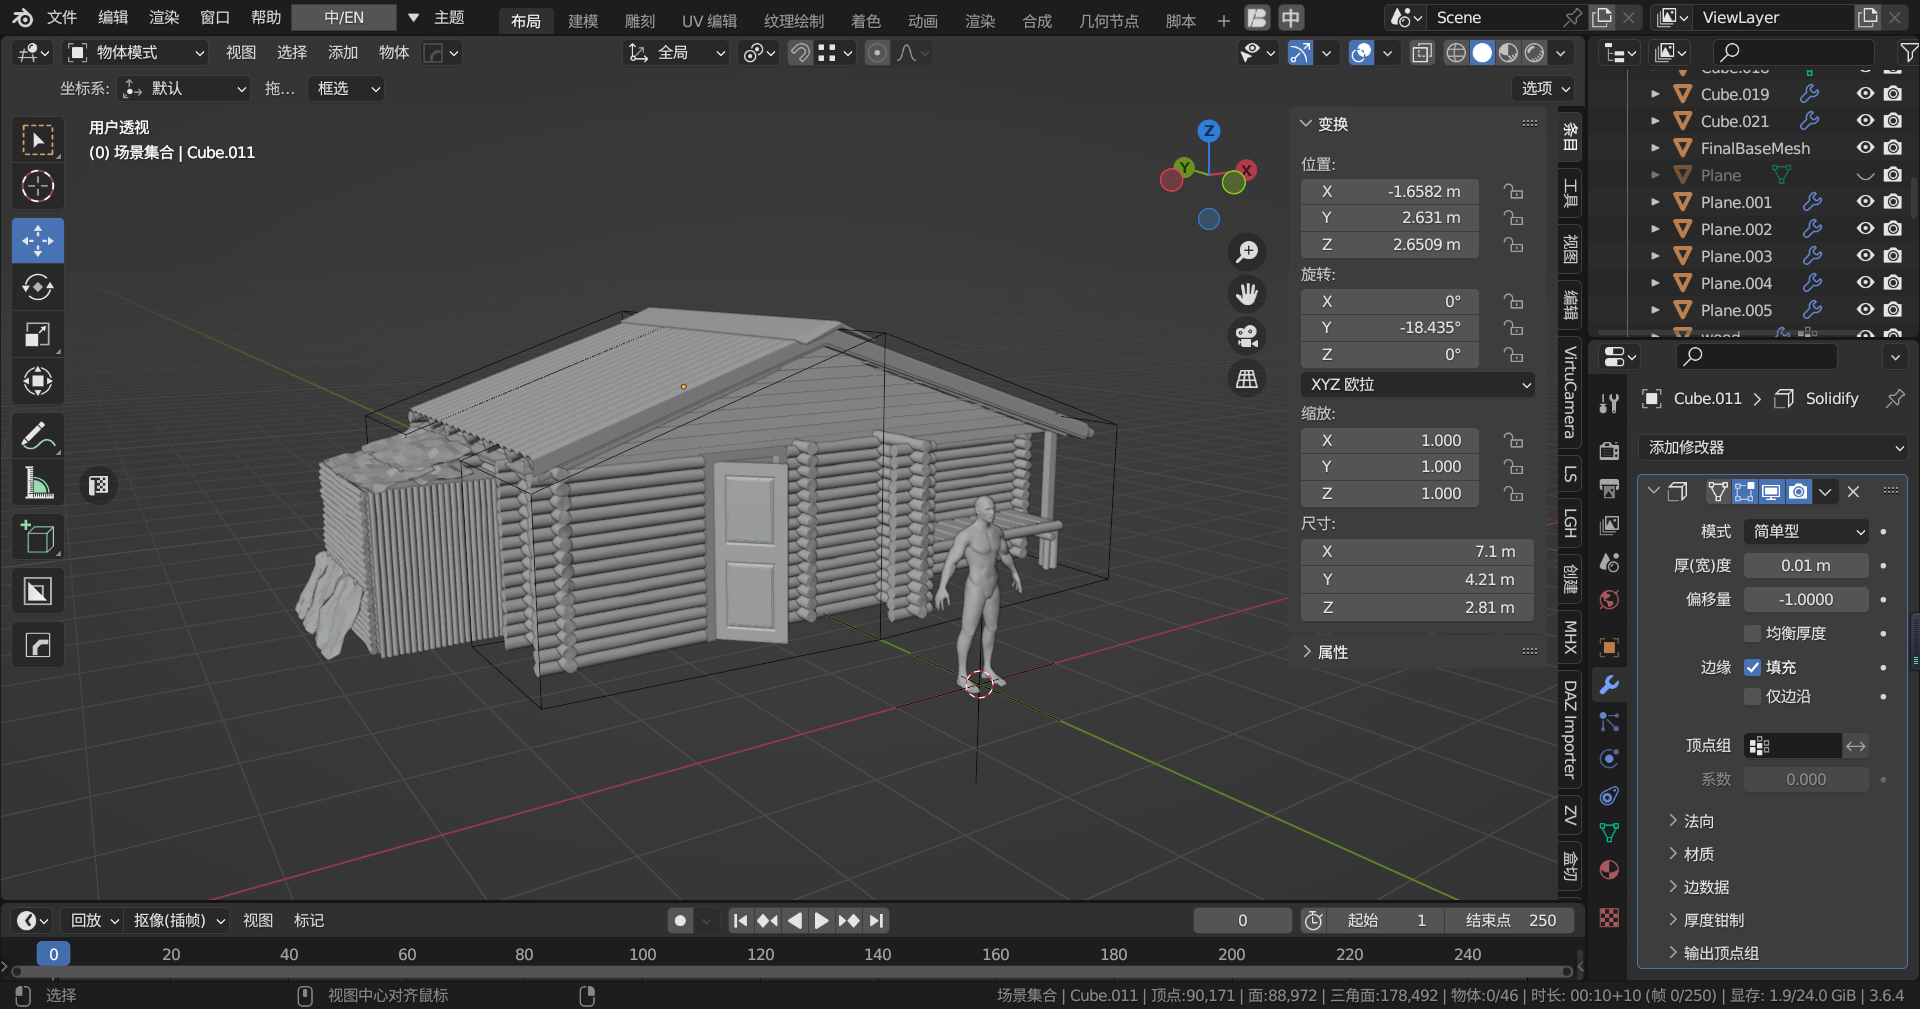 文件 编辑 渲染 窗口 帮助 中/EN ▼ 主题 布局 建模 雕刻 UV 编辑 纹理绘制 着色 动画 渲染 合成 几何节点 脚本 + 中 Scene ViewLayer
物体模式 视图 选择 添加 物体 全局
坐标系: 默认 拖... 框选 选项
用户透视
(0) 场景集合 | Cube.011
Z
Y
X
变换
位置:
X -1.6582 m
Y 2.631 m
Z 2.6509 m
旋转:
X 0°
Y -18.435°
Z 0°
XYZ 欧拉
缩放:
X 1.000
Y 1.000
Z 1.000
尺寸:
X 7.1 m
Y 4.21 m
Z 2.81 m
属性
条目
工具
视图
编辑
VirtuCamera
LS
LGH
创建
MHX
DAZ Importer
ZV
盒切
Cube.018
Cube.019
Cube.021
FinalBaseMesh
Plane
Plane.001
Plane.002
Plane.003
Plane.004
Plane.005
wood
Cube.011 > Solidify
添加修改器
模式 简单型
厚(宽)度 0.01 m
偏移量 -1.0000
均衡厚度
边缘 填充
仅边沿
顶点组
系数 0.000
法向
材质
边数据
厚度钳制
输出顶点组
回放 抠像(插帧) 视图 标记 0 起始 1 结束点 250
0 20 40 60 80 100 120 140 160 180 200 220 240
选择 视图中心对齐鼠标 场景集合 | Cube.011 | 顶点:90,171 | 面:88,972 | 三角面:178,492 | 物体:0/46 | 时长: 00:10+10 (帧 0/250) | 显存: 1.9/24.0 GiB | 3.6.4